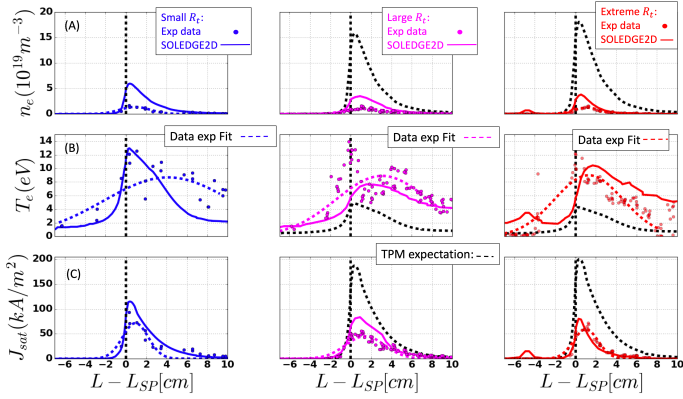 (A)
Small R_t:
Exp data
SOLEDGE2D
Large R_t:
Exp data
SOLEDGE2D
Extreme R_t:
Exp data
SOLEDGE2D
n_e(10^19m^−3)
25
20
15
10
5
0
(B)
Data exp Fit
Data exp Fit
Data exp Fit
T_e(eV)
14
12
10
8
6
4
2
0
TPM expectation:
(C)
J_sat(kA/m^2)
200
150
100
50
0
-6 -4 -2 0 2 4 6 8 10
-6 -4 -2 0 2 4 6 8 10
-6 -4 -2 0 2 4 6 8 10
L − L_SP[cm]
L − L_SP[cm]
L − L_SP[cm]